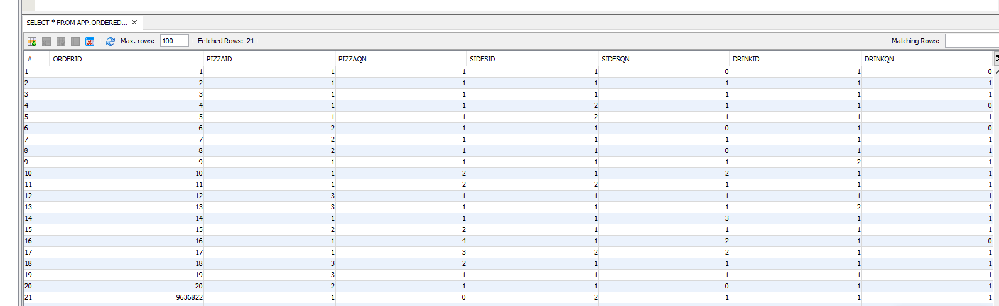 SELECT * FROM APP.ORDERED...
Max. rows: 100 Fetched Rows: 21 Matching Rows:
# ORDERID PIZZAID PIZZAQN SIDESID SIDESQN DRINKID DRINKQN
1 1 1 1 1 0 1 0
2 2 1 1 1 1 1 1
3 3 1 1 1 1 1 1
4 4 1 1 2 1 1 0
5 5 1 1 2 1 1 1
6 6 2 1 1 0 1 0
7 7 2 1 1 1 1 1
8 8 2 1 1 0 1 1
9 9 1 1 1 1 2 1
10 10 1 2 1 2 1 1
11 11 1 2 2 1 1 1
12 12 3 1 1 1 1 1
13 13 3 1 1 1 2 1
14 14 1 1 1 3 1 1
15 15 2 2 1 1 1 1
16 16 1 4 1 2 1 0
17 17 1 3 2 2 1 1
18 18 3 2 1 1 1 1
19 19 3 1 1 1 1 1
20 20 2 1 1 0 1 1
21 9636822 1 0 2 1 1 1